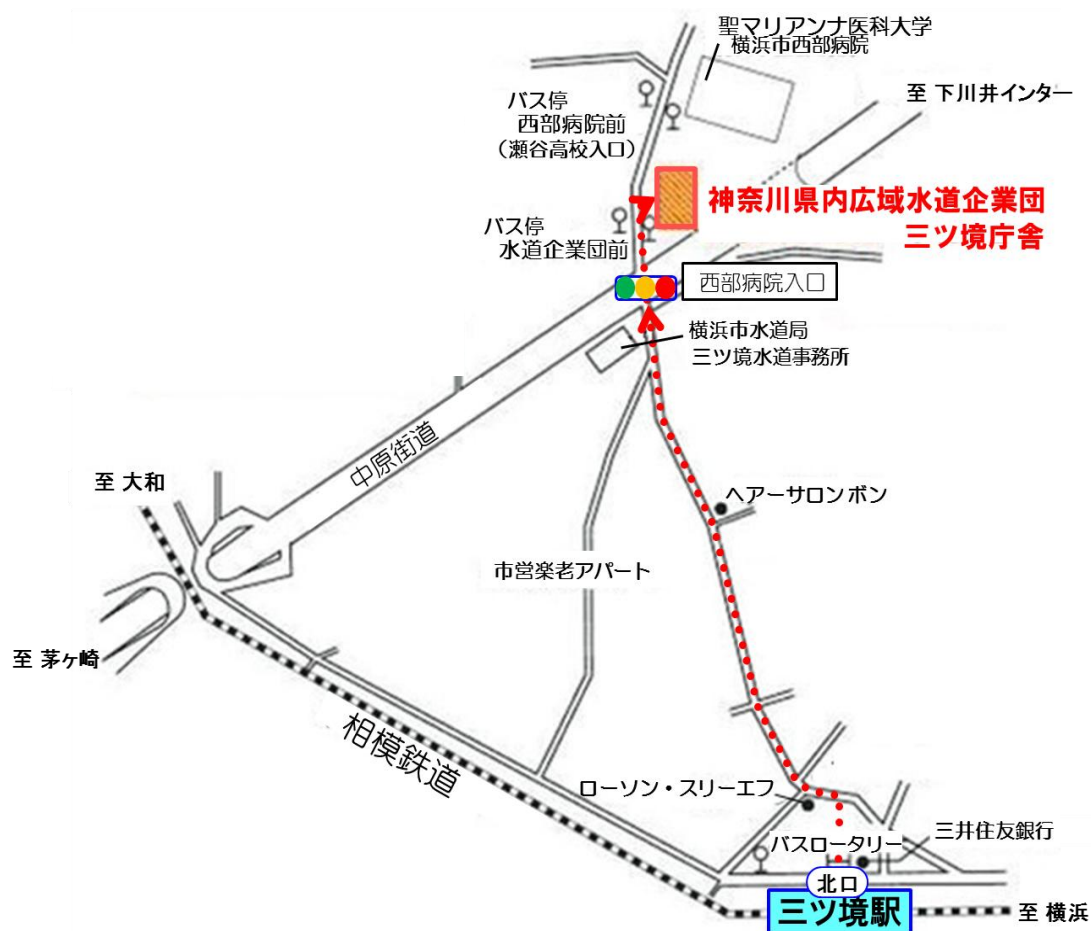 聖マリアンナ医科大学
横浜市西部病院
至 下川井インター
バス停
西部病院前
（瀬谷高校入口）
神奈川県内広域水道企業団
三ツ境庁舎
バス停
水道企業団前
西部病院入口
横浜市水道局
三ツ境水道事務所
中原街道
至 大和
ヘアーサロン ボン
市営楽老アパート
至 茅ヶ崎
相模鉄道
ローソン・スリーエフ
バスロータリー
三井住友銀行
北口
三ツ境駅
至 横浜